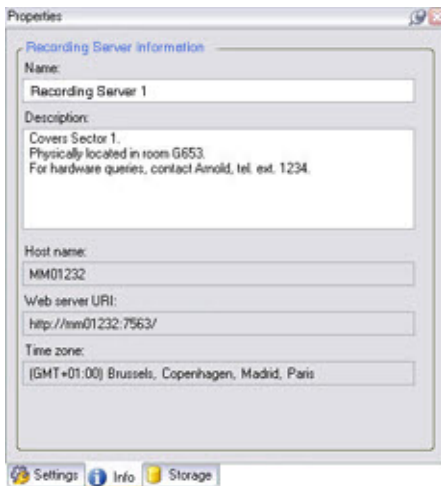 Properties
Recording Server Information
Name:
Recording Server 1
Description:
Covers Sector 1.
Physically located in room G653.
For hardware queries, contact Arnold, tel. ext. 1234.
Host name:
MM01232
Web server URI:
http://mm01232:7563/
Time zone:
(GMT+01:00) Brussels, Copenhagen, Madrid, Paris
Settings Info Storage